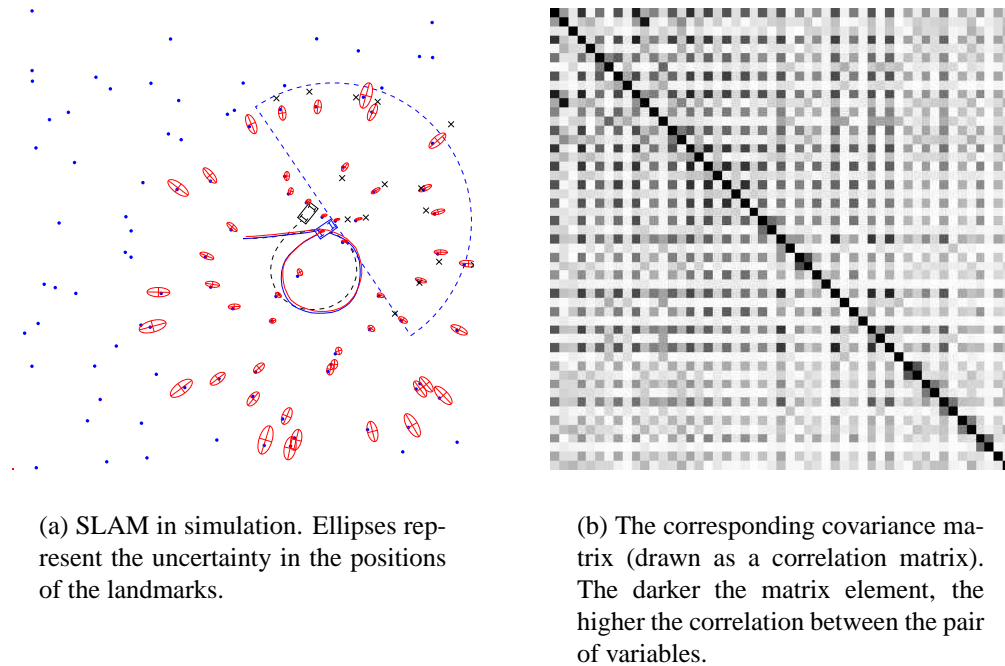 (a) SLAM in simulation. Ellipses rep-
resent the uncertainty in the positions
of the landmarks.
(b) The corresponding covariance ma-
trix (drawn as a correlation matrix).
The darker the matrix element, the
higher the correlation between the pair
of variables.